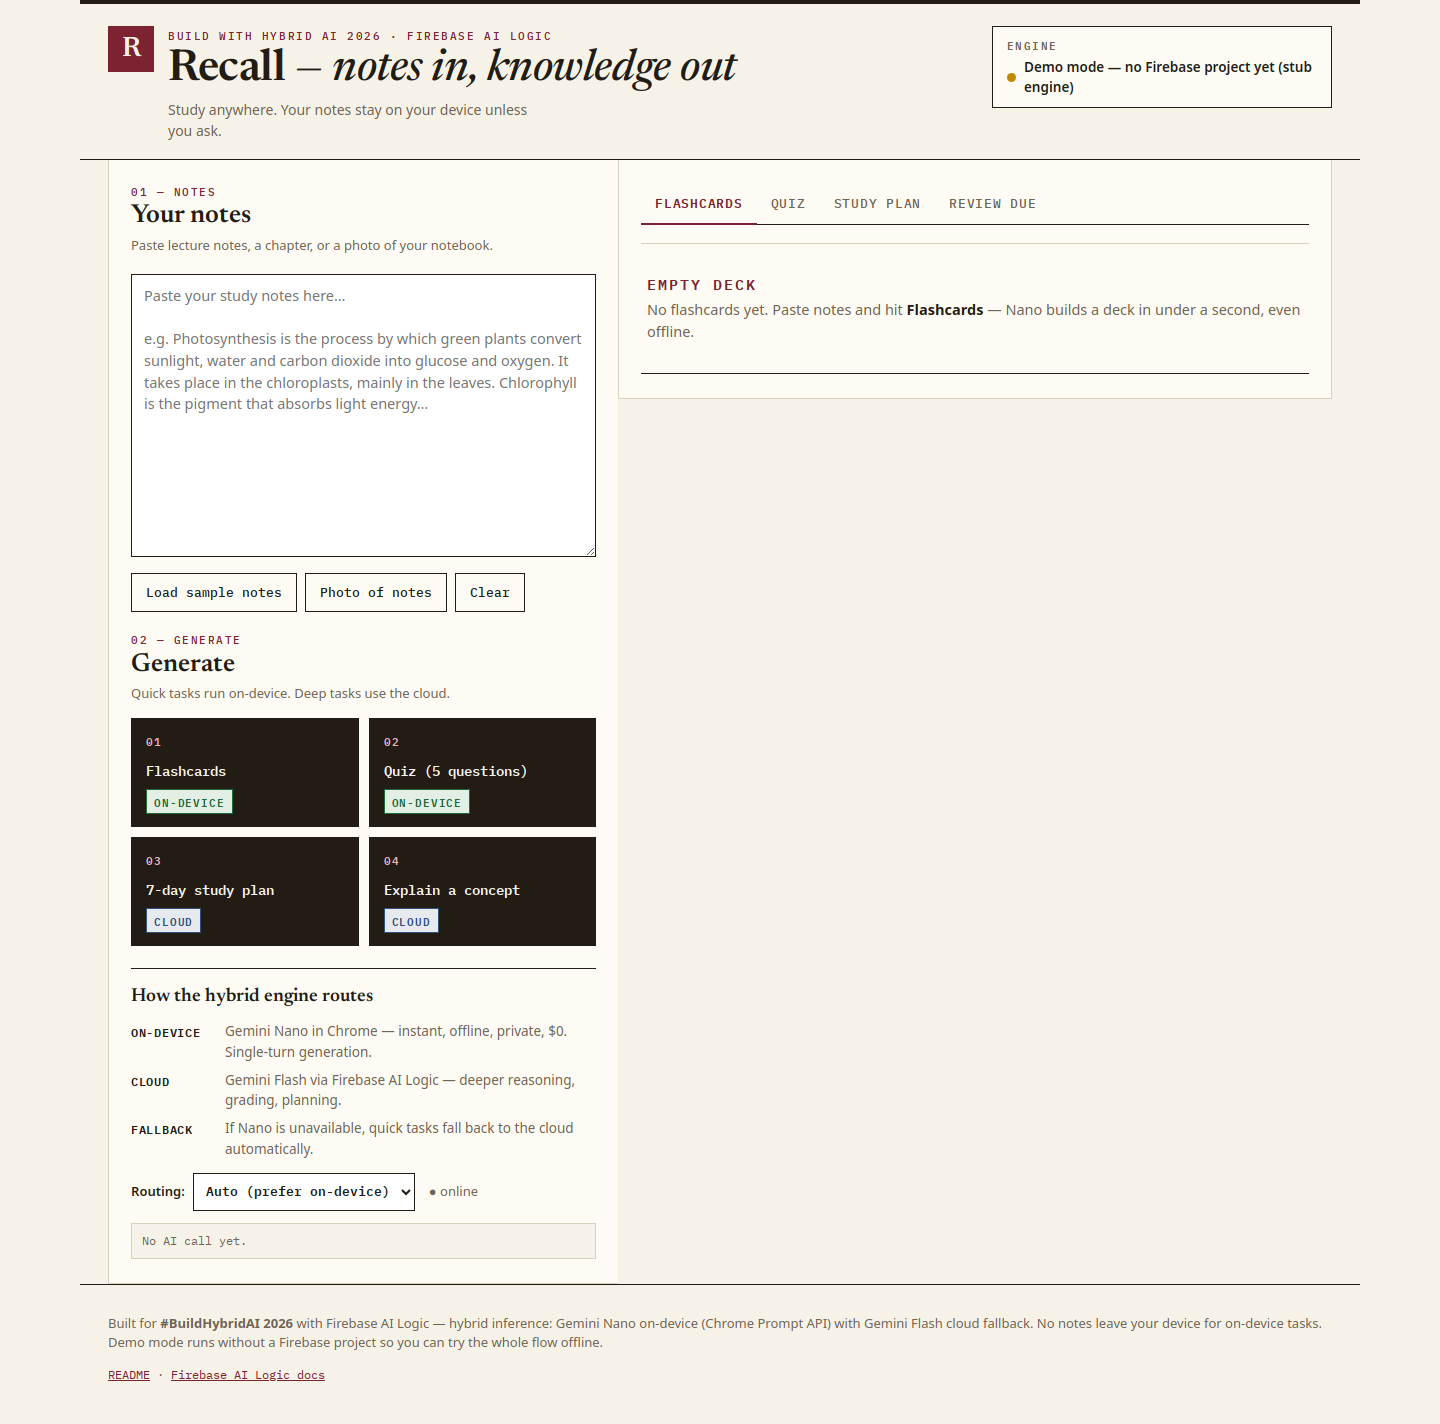 R
BUILD WITH HYBRID AI 2026 · FIREBASE AI LOGIC
Recall – notes in, knowledge out
Study anywhere. Your notes stay on your device unless
you ask.
ENGINE
Demo mode — no Firebase project yet (stub
engine)
01 — NOTES
Your notes
Paste lecture notes, a chapter, or a photo of your notebook.
Paste your study notes here...
e.g. Photosynthesis is the process by which green plants convert
sunlight, water and carbon dioxide into glucose and oxygen. It
takes place in the chloroplasts, mainly in the leaves. Chlorophyll
is the pigment that absorbs light energy...
Load sample notes
Photo of notes
Clear
02 — GENERATE
Generate
Quick tasks run on-device. Deep tasks use the cloud.
01
Flashcards
ON-DEVICE
02
Quiz (5 questions)
ON-DEVICE
03
7-day study plan
CLOUD
04
Explain a concept
CLOUD
How the hybrid engine routes
ON-DEVICE Gemini Nano in Chrome — instant, offline, private, $0.
Single-turn generation.
CLOUD Gemini Flash via Firebase AI Logic — deeper reasoning,
grading, planning.
FALLBACK If Nano is unavailable, quick tasks fall back to the cloud
automatically.
Routing: Auto (prefer on-device) ● online
No AI call yet.
FLASHCARDS QUIZ STUDY PLAN REVIEW DUE
EMPTY DECK
No flashcards yet. Paste notes and hit Flashcards — Nano builds a deck in under a second, even
offline.
Built for #BuildHybridAI 2026 with Firebase AI Logic — hybrid inference: Gemini Nano on-device (Chrome Prompt API) with Gemini Flash cloud fallback. No notes leave your device for on-device tasks.
Demo mode runs without a Firebase project so you can try the whole flow offline.
README · Firebase AI Logic docs